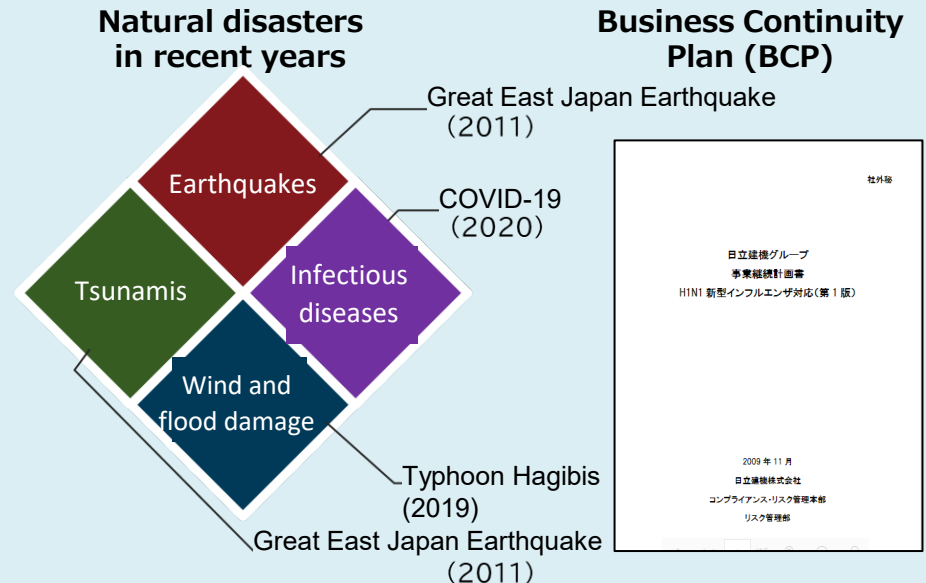 Natural disasters
in recent years
Business Continuity
Plan (BCP)
Great East Japan Earthquake
（2011）
Earthquakes
COVID-19
（2020）
Tsunamis
Infectious
diseases
Wind and
flood damage
Typhoon Hagibis
(2019)
Great East Japan Earthquake
（2011）
社外秘
日立建機グループ
事業継続計画書
H1N1 新型インフルエンザ対応（第 1 版）
2009 年 11 月
日立建機株式会社
コンプライアンス・リスク管理本部
リスク管理部